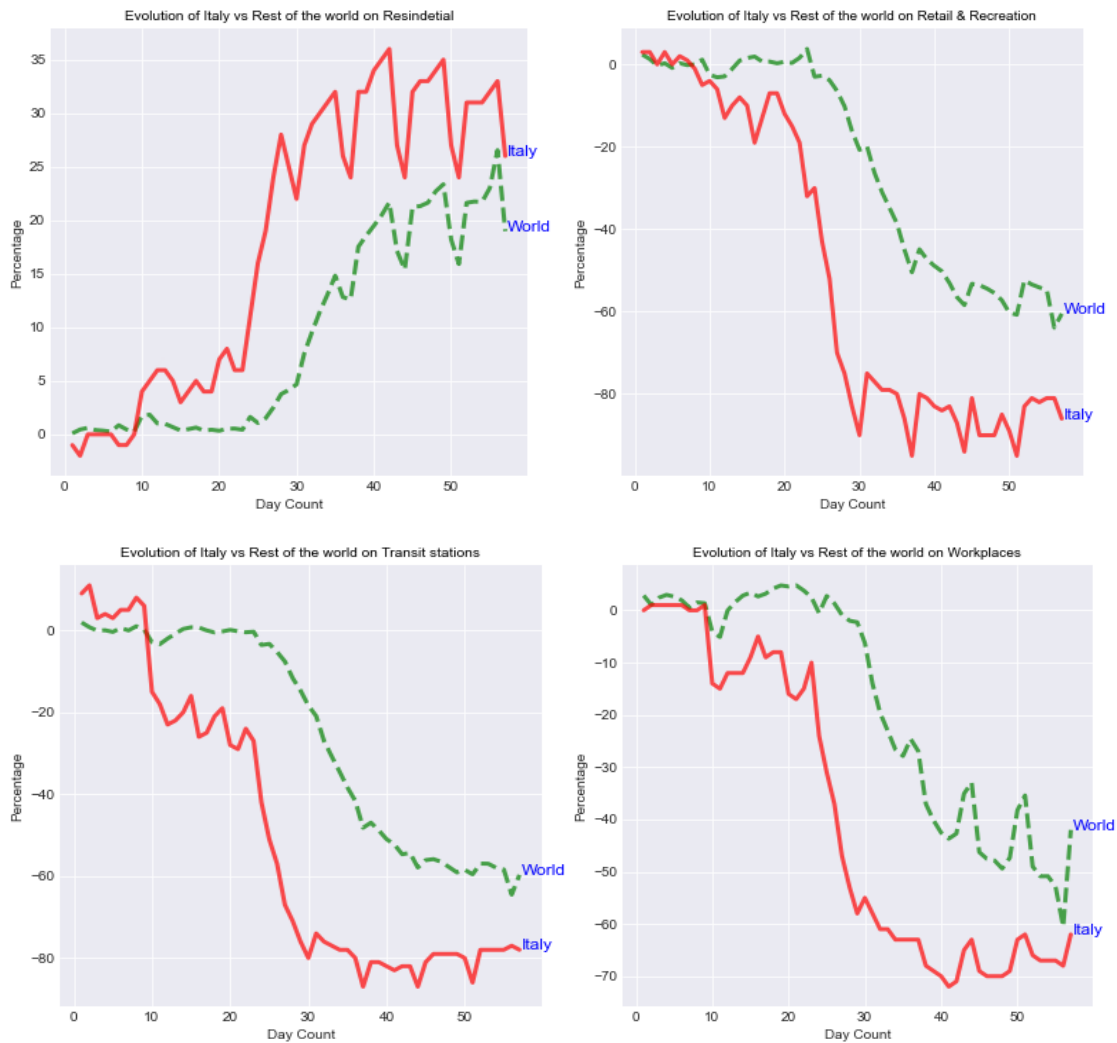 Evolution of Italy vs Rest of the world on Resindetial
35
30
25
20
15
10
5
0
Percentage
Italy
World
0 10 20 30 40 50
Day Count
Evolution of Italy vs Rest of the world on Retail & Recreation
0
−20
−40
−60
−80
Percentage
World
Italy
0 10 20 30 40 50
Day Count
Evolution of Italy vs Rest of the world on Transit stations
0
−20
−40
−60
−80
Percentage
World
Italy
0 10 20 30 40 50
Day Count
Evolution of Italy vs Rest of the world on Workplaces
0
−10
−20
−30
−40
−50
−60
−70
Percentage
World
Italy
0 10 20 30 40 50
Day Count